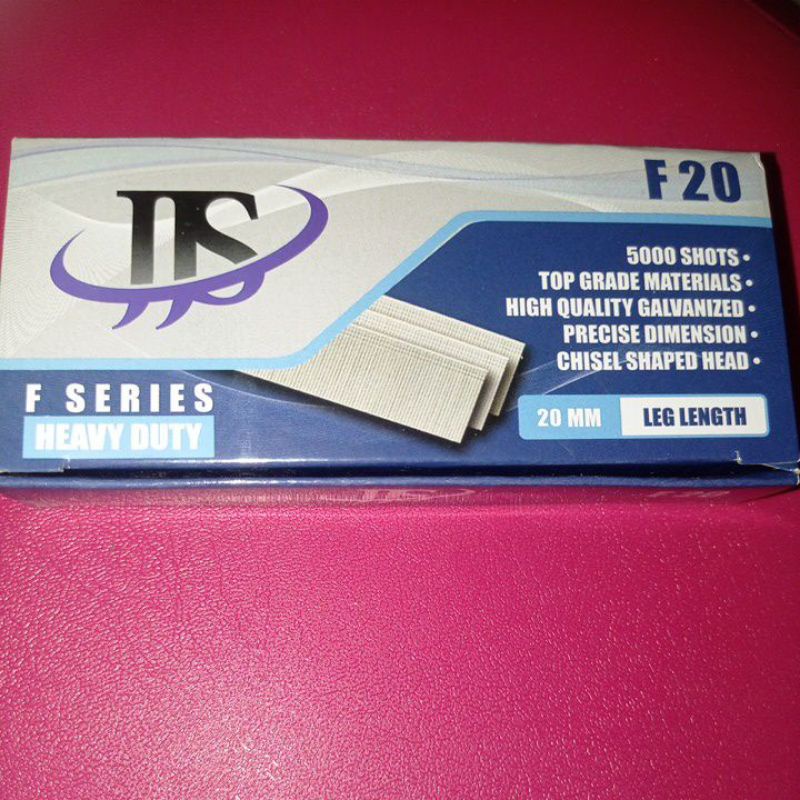 F 20
5000 SHOTS •
TOP GRADE MATERIALS •
HIGH QUALITY GALVANIZED •
PRECISE DIMENSION •
CHISEL SHAPED HEAD •
F SERIES
HEAVY DUTY
20 MM LEG LENGTH
F 20